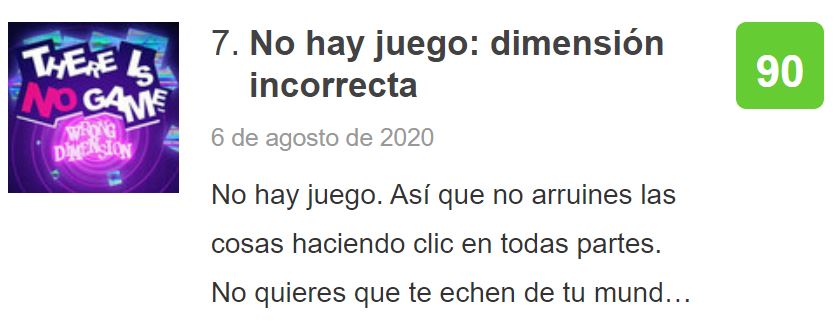 THERE IS
NO GAME
WRONG
DIMENSION
7. No hay juego: dimensión
incorrecta
90
6 de agosto de 2020
No hay juego. Así que no arruines las
cosas haciendo clic en todas partes.
No quieres que te echen de tu mund…